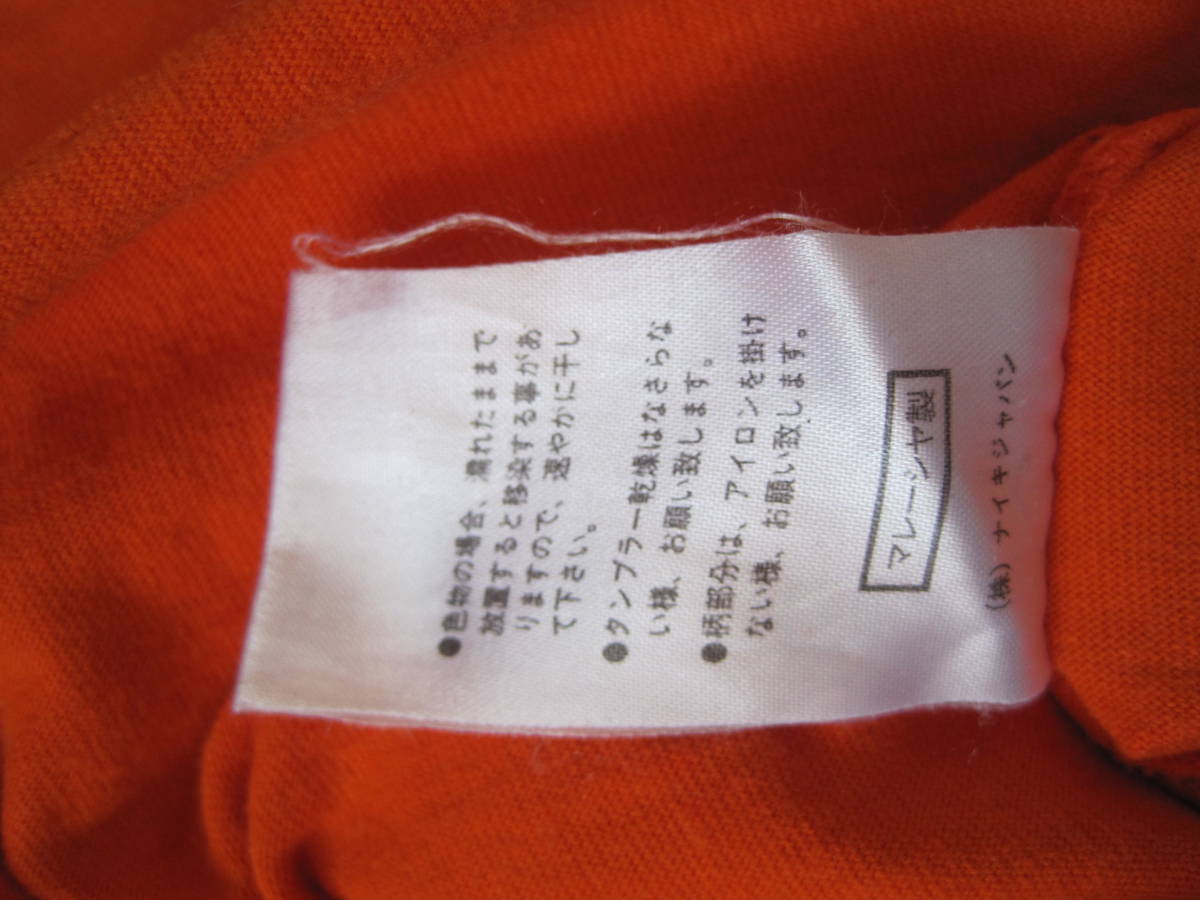 ●色物の場合、濡れたままで
放置すると移染する事があ
りますので、速やかに干し
て下さい。
●タンブラー乾燥はなさらな
い様、お願い致します。
●柄部分は、アイロンを掛け
ない様、お願い致します。
マレーシヤ製
(株) ナイキジャパン